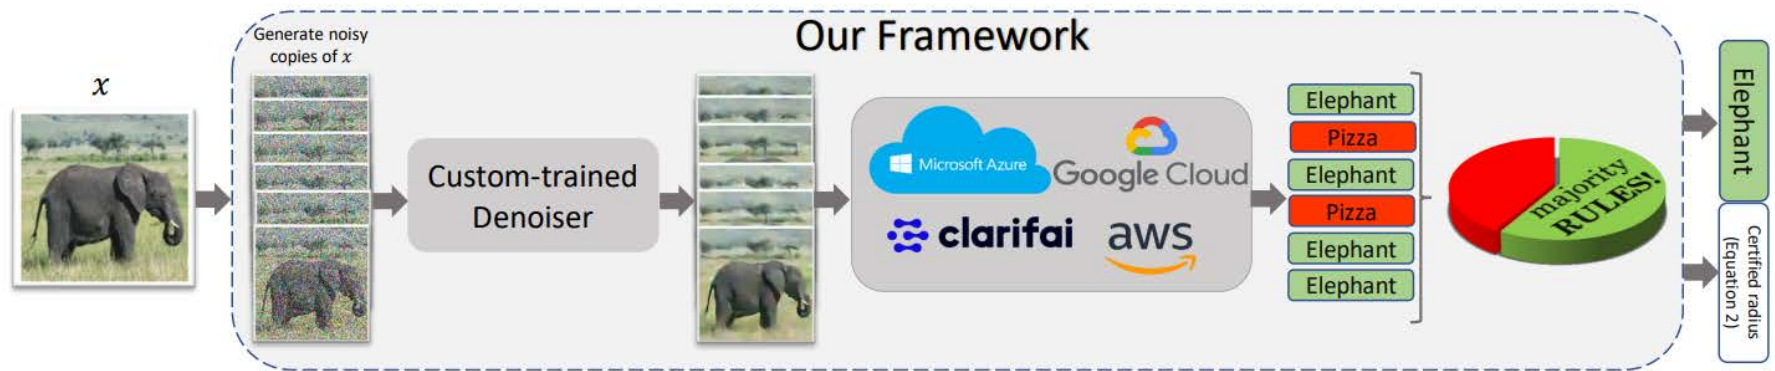 Our Framework
Generate noisy
copies of x
x
Custom-trained
Denoiser
Microsoft Azure
Google Cloud
clarifai
aws
Elephant
Pizza
Elephant
Pizza
Elephant
Elephant
majority
RULES!
Elephant
Certified radius
(Equation 2)